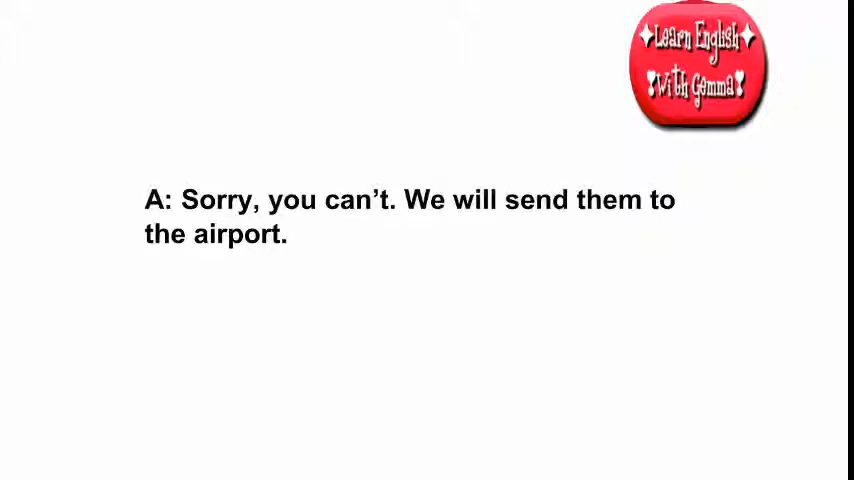 Learn English
With Gemma
A: Sorry, you can’t. We will send them to
the airport.